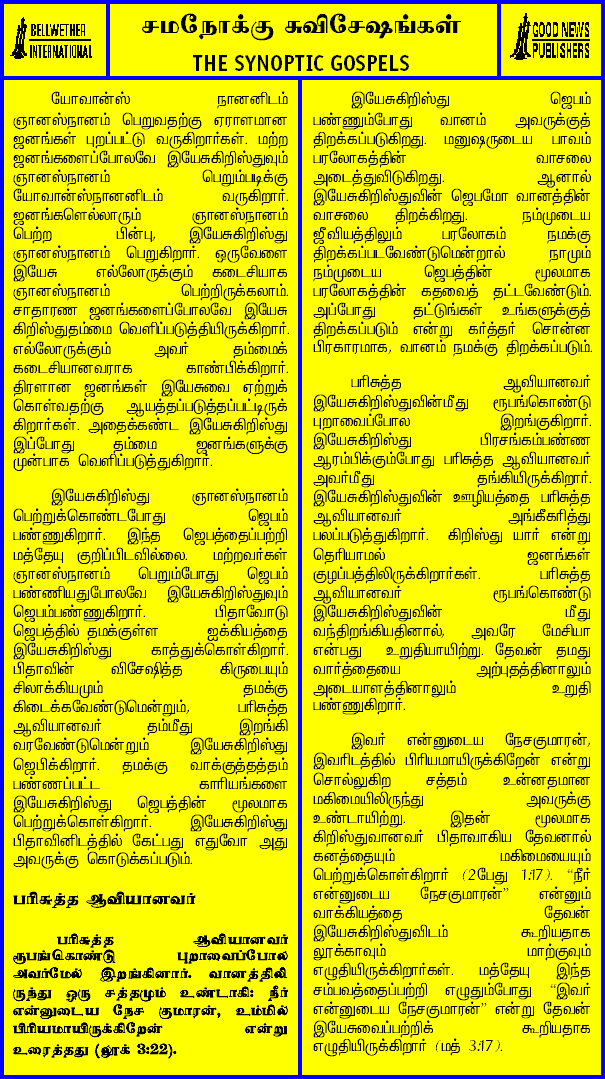 BELLWETHER
INTERNATIONAL
சமநோக்கு சுவிசேஷங்கள்
THE SYNOPTIC GOSPELS
GOOD NEWS
PUBLISHERS
யோவான்ஸ் நானனிடம்
ஞானஸ்நானம் பெறுவதற்கு ஏராளமான
ஜனங்கள் புறப்பட்டு வருகிறார்கள். மற்ற
ஜனங்களைப்போலவே இயேசுகிறிஸ்துவும்
ஞானஸ்நானம் பெறும்படிக்கு
யோவான்ஸ்நானனிடம் வருகிறார்.
ஜனங்களெல்லாரும் ஞானஸ்நானம்
பெற்ற பின்பு, இயேசுகிறிஸ்து
ஞானஸ்நானம் பெறுகிறார். ஒருவேளை
இயேசு எல்லோருக்கும் கடைசியாக
ஞானஸ்நானம் பெற்றிருக்கலாம்.
சாதாரண ஜனங்களைப்போலவே இயேசு
கிறிஸ்துதம்மை வெளிப்படுத்தியிருக்கிறார்.
எல்லோருக்கும் அவர் தம்மைக்
கடைசியானவராக காண்பிக்கிறார்.
திரளான ஜனங்கள் இயேசுவை ஏற்றுக்
கொள்வதற்கு ஆயத்தப்படுத்தப்பட்டிருக்
கிறார்கள். அதைக்கண்ட இயேசுகிறிஸ்து
இப்போது தம்மை ஜனங்களுக்கு
முன்பாக வெளிப்படுத்துகிறார்.
இயேசுகிறிஸ்து ஞானஸ்நானம்
பெற்றுக்கொண்டபோது ஜெபம்
பண்ணுகிறார். இந்த ஜெபத்தைப்பற்றி
மத்தேயு குறிப்பிடவில்லை. மற்றவர்கள்
ஞானஸ்நானம் பெறும்போது ஜெபம்
பண்ணியதுபோலவே இயேசுகிறிஸ்துவும்
ஜெபம்பண்ணுகிறார். பிதாவோடு
ஜெபத்தில் தமக்குள்ள ஐக்கியத்தை
இயேசுகிறிஸ்து காத்துக்கொள்கிறார்.
பிதாவின் விசேஷித்த கிருபையும்
சிலாக்கியமும் தமக்கு
கிடைக்கவேண்டுமென்றும், பரிசுத்த
ஆவியானவர் தம்மீது இறங்கி
வரவேண்டுமென்றும் இயேசுகிறிஸ்து
ஜெபிக்கிறார். தமக்கு வாக்குத்தத்தம்
பண்ணப்பட்ட காரியங்களை
இயேசுகிறிஸ்து ஜெபத்தின் மூலமாக
பெற்றுக்கொள்கிறார். இயேசுகிறிஸ்து
பிதாவினிடத்தில் கேட்பது எதுவோ அது
அவருக்கு கொடுக்கப்படும்.
பரிசுத்த ஆவியானவர்
பரிசுத்த ஆவியானவர்
ரூபங்கொண்டு புறாவைப்போல
அவர்மேல் இறங்கினார். வானத்திலி
ருந்து ஒரு சத்தமும் உண்டாகி: நீர்
என்னுடைய நேச குமாரன், உம்மில்
பிரியமாயிருக்கிறேன் என்று
உரைத்தது (லூக் 3:22).
இயேசுகிறிஸ்து ஜெபம்
பண்ணும்போது வானம் அவருக்குத்
திறக்கப்படுகிறது. மனுஷருடைய பாவம்
பரலோகத்தின் வாசலை
அடைத்துவிடுகிறது. ஆனால்
இயேசுகிறிஸ்துவின் ஜெபமோ வானத்தின்
வாசலை திறக்கிறது. நம்முடைய
ஜீவியத்திலும் பரலோகம் நமக்கு
திறக்கப்படவேண்டுமென்றால் நாமும்
நம்முடைய ஜெபத்தின் மூலமாக
பரலோகத்தின் கதவைத் தட்டவேண்டும்.
அப்போது தட்டுங்கள் உங்களுக்குத்
திறக்கப்படும் என்று கர்த்தர் சொன்ன
பிரகாரமாக, வானம் நமக்கு திறக்கப்படும்.
பரிசுத்த ஆவியானவர்
இயேசுகிறிஸ்துவின்மீது ரூபங்கொண்டு
புறாவைப்போல இறங்குகிறார்.
இயேசுகிறிஸ்து பிரசங்கம்பண்ண
ஆரம்பிக்கும்போது பரிசுத்த ஆவியானவர்
அவர்மீது தங்கியிருக்கிறார்.
இயேசுகிறிஸ்துவின் ஊழியத்தை பரிசுத்த
ஆவியானவர் அங்கீகரித்து
பலப்படுத்துகிறார். கிறிஸ்து யார் என்று
தெரியாமல் ஜனங்கள்
குழப்பத்திலிருக்கிறார்கள். பரிசுத்த
ஆவியானவர் ரூபங்கொண்டு
இயேசுகிறிஸ்துவின் மீது
வந்திறங்கியதினால், அவரே மேசியா
என்பது உறுதியாயிற்று. தேவன் தமது
வார்த்தையை அற்புதத்தினாலும்
அடையாளத்தினாலும் உறுதி
பண்ணுகிறார்.
இவர் என்னுடைய நேசகுமாரன்,
இவரிடத்தில் பிரியமாயிருக்கிறேன் என்று
சொல்லுகிற சத்தம் உன்னதமான
மகிமையிலிருந்து அவருக்கு
உண்டாயிற்று. இதன் மூலமாக
கிறிஸ்துவானவர் பிதாவாகிய தேவனால்
கனத்தையும் மகிமையையும்
பெற்றுக்கொள்கிறார் (2பேது 1:17). “நீர்
என்னுடைய நேசகுமாரன்” என்னும்
வாக்கியத்தை தேவன்
இயேசுகிறிஸ்துவிடம் கூறியதாக
லூக்காவும் மாற்குவும்
எழுதியிருக்கிறார்கள். மத்தேயு இந்த
சம்பவத்தைப்பற்றி எழுதும்போது “இவர்
என்னுடைய நேசகுமாரன்” என்று தேவன்
இயேசுவைப்பற்றிக் கூறியதாக
எழுதியிருக்கிறார் (மத் 3:17).